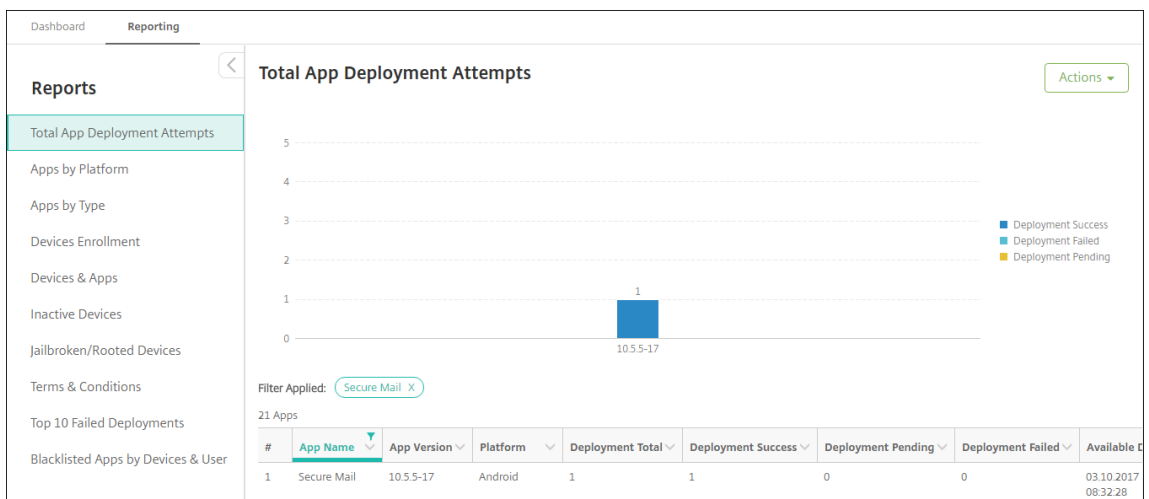 Dashboard Reporting
Reports
Total App Deployment Attempts
Apps by Platform
Apps by Type
Devices Enrollment
Devices & Apps
Inactive Devices
Jailbroken/Rooted Devices
Terms & Conditions
Top 10 Failed Deployments
Blacklisted Apps by Devices & User
Total App Deployment Attempts
Actions
5
4
3
2
1
0
1
10.5.5-17
Deployment Success
Deployment Failed
Deployment Pending
Filter Applied: Secure Mail X
21 Apps
# App Name App Version Platform Deployment Total Deployment Success Deployment Pending Deployment Failed Available
1 Secure Mail 10.5.5-17 Android 1 1 0 0 03.10.2017
08:32:28